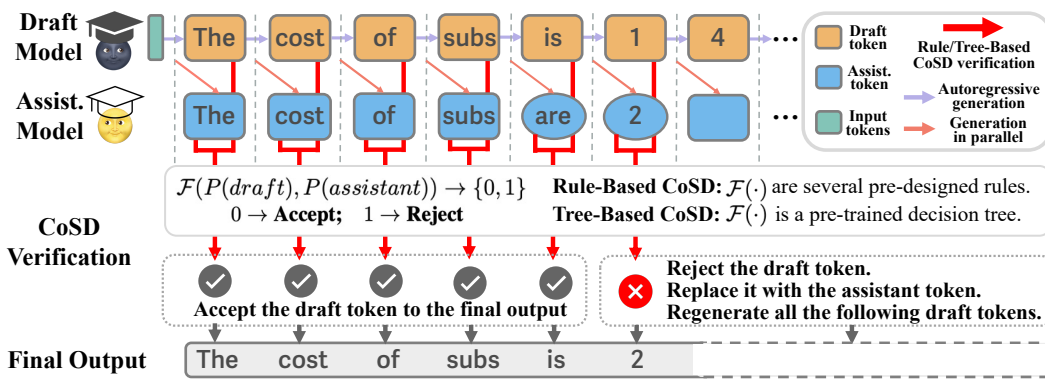 Draft Model
The cost of subs is 1 4 ...
Assist. Model
The cost of subs are 2 ...
Draft token
Assist. token
Input tokens
Rule/Tree-Based CoSD verification
Autoregressive generation
Generation in parallel
CoSD Verification
F(P(draft), P(assistant)) → {0, 1}
0 → Accept; 1 → Reject
Rule-Based CoSD: F(·) are several pre-designed rules.
Tree-Based CoSD: F(·) is a pre-trained decision tree.
Accept the draft token to the final output
Reject the draft token.
Replace it with the assistant token.
Regenerate all the following draft tokens.
Final Output
The cost of subs is 2